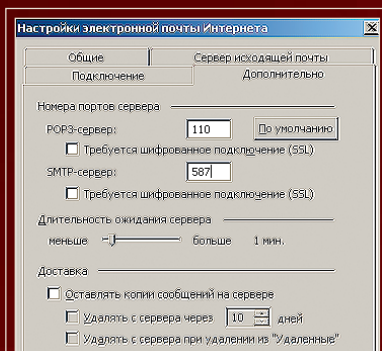 Настройки электронной почты Интернета
Общие Сервер исходящей почты
Подключение Дополнительно
Номера портов сервера
POP3-сервер: 110 По умолчанию
Требуется шифрованное подключение (SSL)
SMTP-сервер: 587
Требуется шифрованное подключение (SSL)
Длительность ожидания сервера
меньше больше 1 мин.
Доставка
Оставлять копии сообщений на сервере
Удалять с сервера через 10 дней
Удалять с сервера при удалении из "Удаленные"